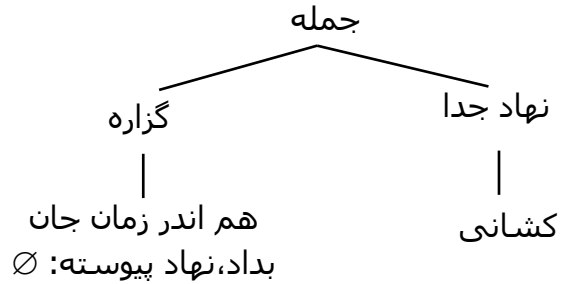 جمله
نهاد جدا
گزاره
کشانی
هم اندر زمان جان
بداد،نهاد پیوسته: ∅